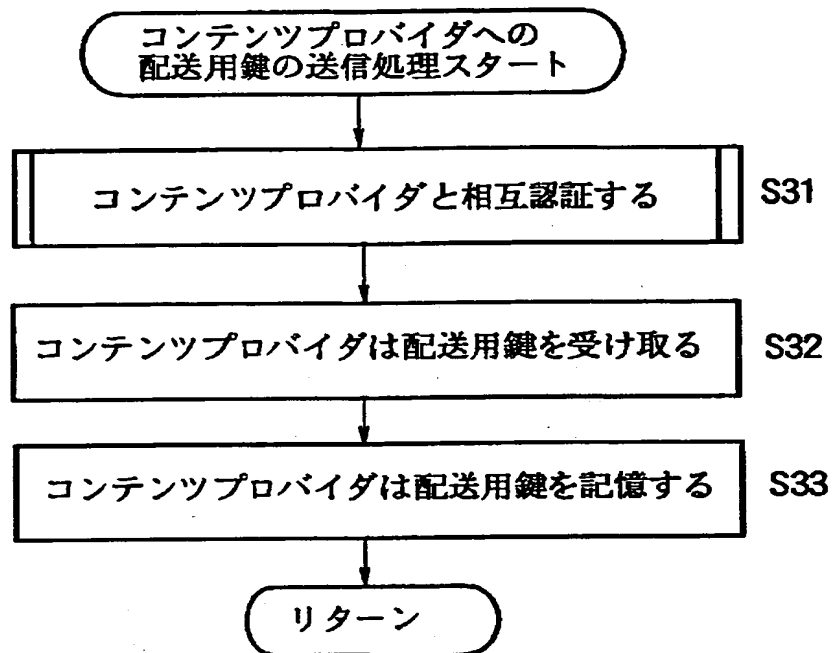 コンテンツプロバイダへの
配送用鍵の送信処理スタート
コンテンツプロバイダと相互認証する
S31
コンテンツプロバイダは配送用鍵を受け取る
S32
コンテンツプロバイダは配送用鍵を記憶する
S33
リターン